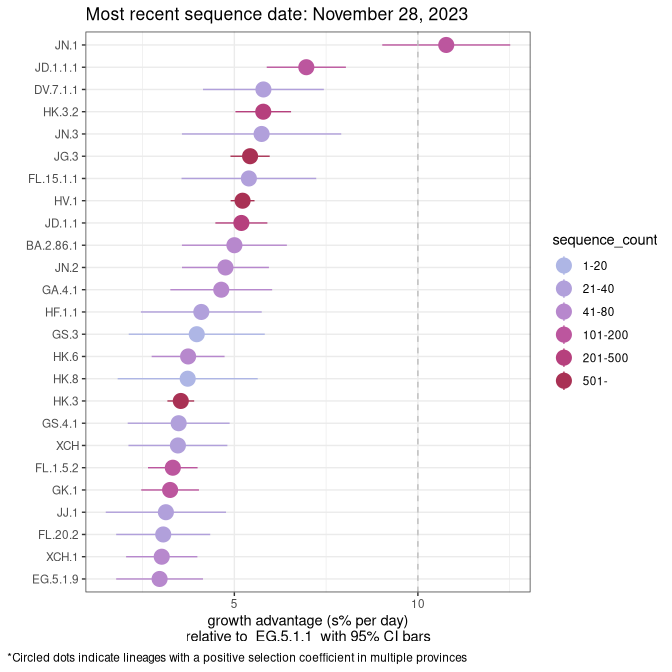 Most recent sequence date: November 28, 2023
JN.1
JD.1.1.1
DV.7.1.1
HK.3.2
JN.3
JG.3
FL.15.1.1
HV.1
JD.1.1
BA.2.86.1
JN.2
GA.4.1
HF.1.1
GS.3
HK.6
HK.8
HK.3
GS.4.1
XCH
FL.1.5.2
GK.1
JJ.1
FL.20.2
XCH.1
EG.5.1.9
5 10
growth advantage (s% per day)
relative to EG.5.1.1 with 95% CI bars
sequence_count
1-20
21-40
41-80
101-200
201-500
501-
*Circled dots indicate lineages with a positive selection coefficient in multiple provinces